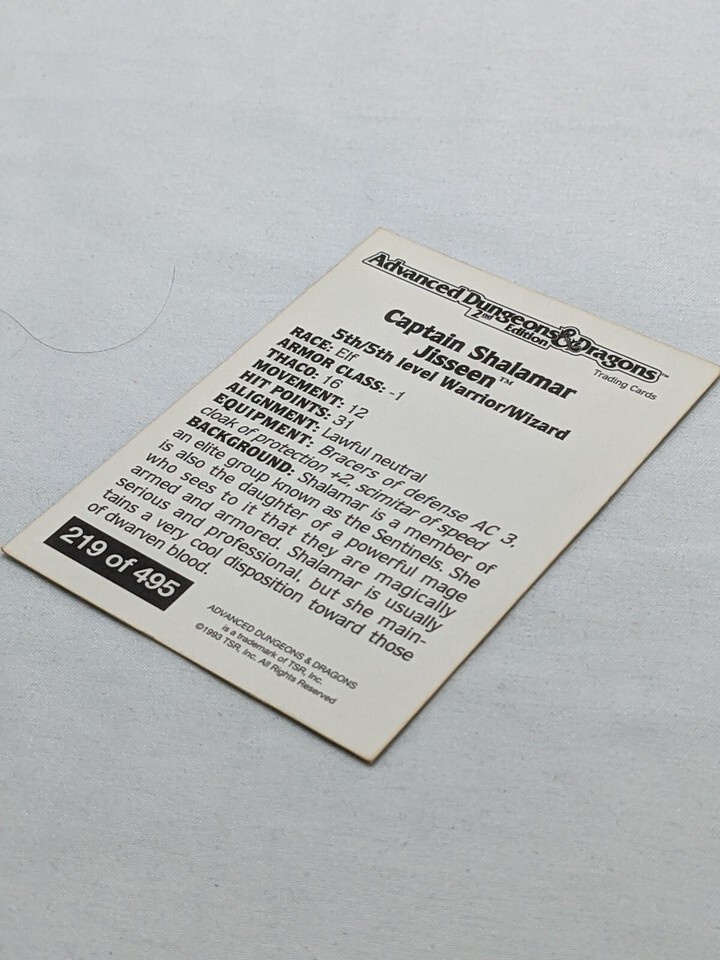 Advanced Dungeons & Dragons™
2nd Edition
Trading Cards
Captain Shalamar
Jisseen™
5th/5th level Warrior/Wizard
RACE: Elf
ARMOR CLASS: -1
THACO: 16
MOVEMENT: 12
HIT POINTS: 31
ALIGNMENT: Lawful neutral
EQUIPMENT: Bracers of defense AC 3,
cloak of protection +2, scimitar of speed
BACKGROUND: Shalamar is a member of
an elite group known as the Sentinels. She
is also the daughter of a powerful mage
who sees to it that they are magically
armed and armored. Shalamar is usually
serious and professional, but she main-
tains a very cool disposition toward those
of dwarven blood.
219 of 495
ADVANCED DUNGEONS & DRAGONS
is a trademark of TSR, Inc.
©1993 TSR, Inc. All Rights Reserved